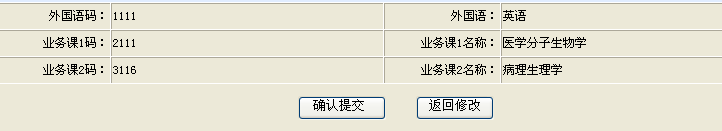 外国语码：1111 外国语：英语
业务课1码：2111 业务课1名称：医学分子生物学
业务课2码：3116 业务课2名称：病理生理学
确认提交 返回修改